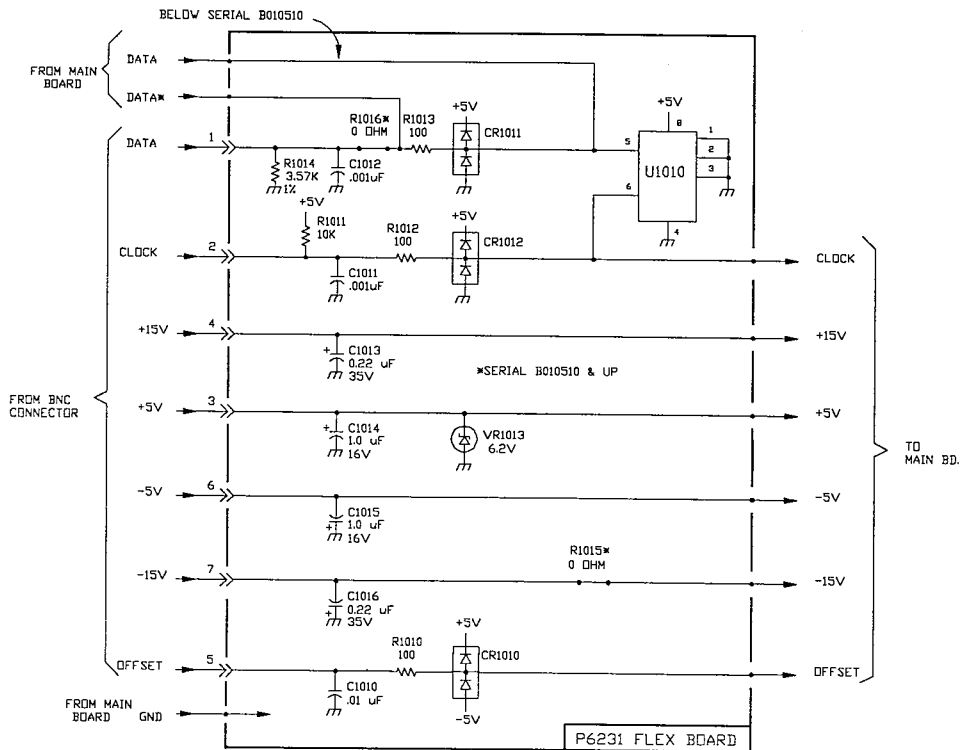 BELOW SERIAL B010510
FROM MAIN
BOARD
DATA
DATA*
R1016*
0 OHM
R1013
100
+5V
CR1011
+5V
8
DATA
1
5
U1010
1
2
3
R1014
3.57K
1%
C1012
.001uF
6
4
+5V
R1011
10K
R1012
100
+5V
CR1012
CLOCK
2
CLOCK
C1011
.001uF
+15V
4
+15V
C1013
+
0.22 uF
35V
*SERIAL B010510 & UP
FROM BNC
CONNECTOR
+5V
3
+5V
+
C1014
1.0 uF
16V
VR1013
6.2V
TO
MAIN BD.
-5V
6
-5V
C1015
+
1.0 uF
16V
R1015*
0 OHM
-15V
7
-15V
C1016
+
0.22 uF
35V
+5V
R1010
100
CR1010
OFFSET
5
OFFSET
C1010
.01 uF
-5V
FROM MAIN
BOARD
GND
P6231 FLEX BOARD